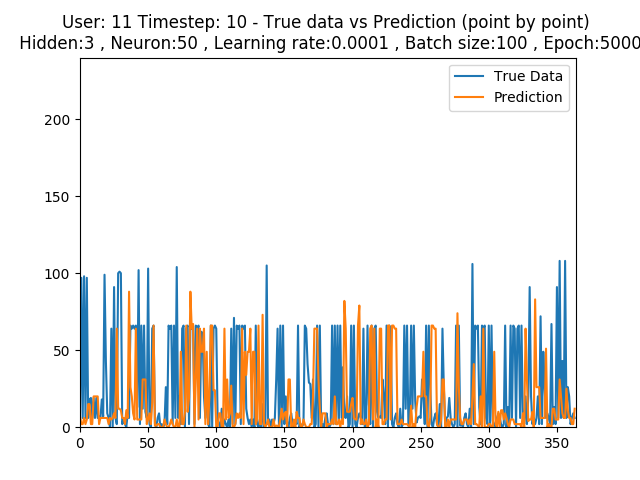 User: 11 Timestep: 10 - True data vs Prediction (point by point)
Hidden:3 , Neuron:50 , Learning rate:0.0001 , Batch size:100 , Epoch:5000
True Data
Prediction
200
150
100
50
0
0 50 100 150 200 250 300 350